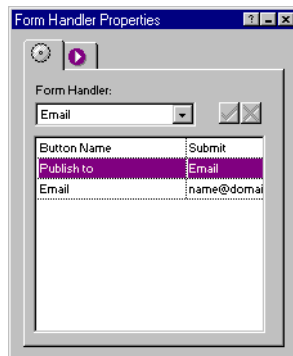 Form Handler Properties
Form Handler:
Email
Button Name Submit
Publish to Email
Email name@domai